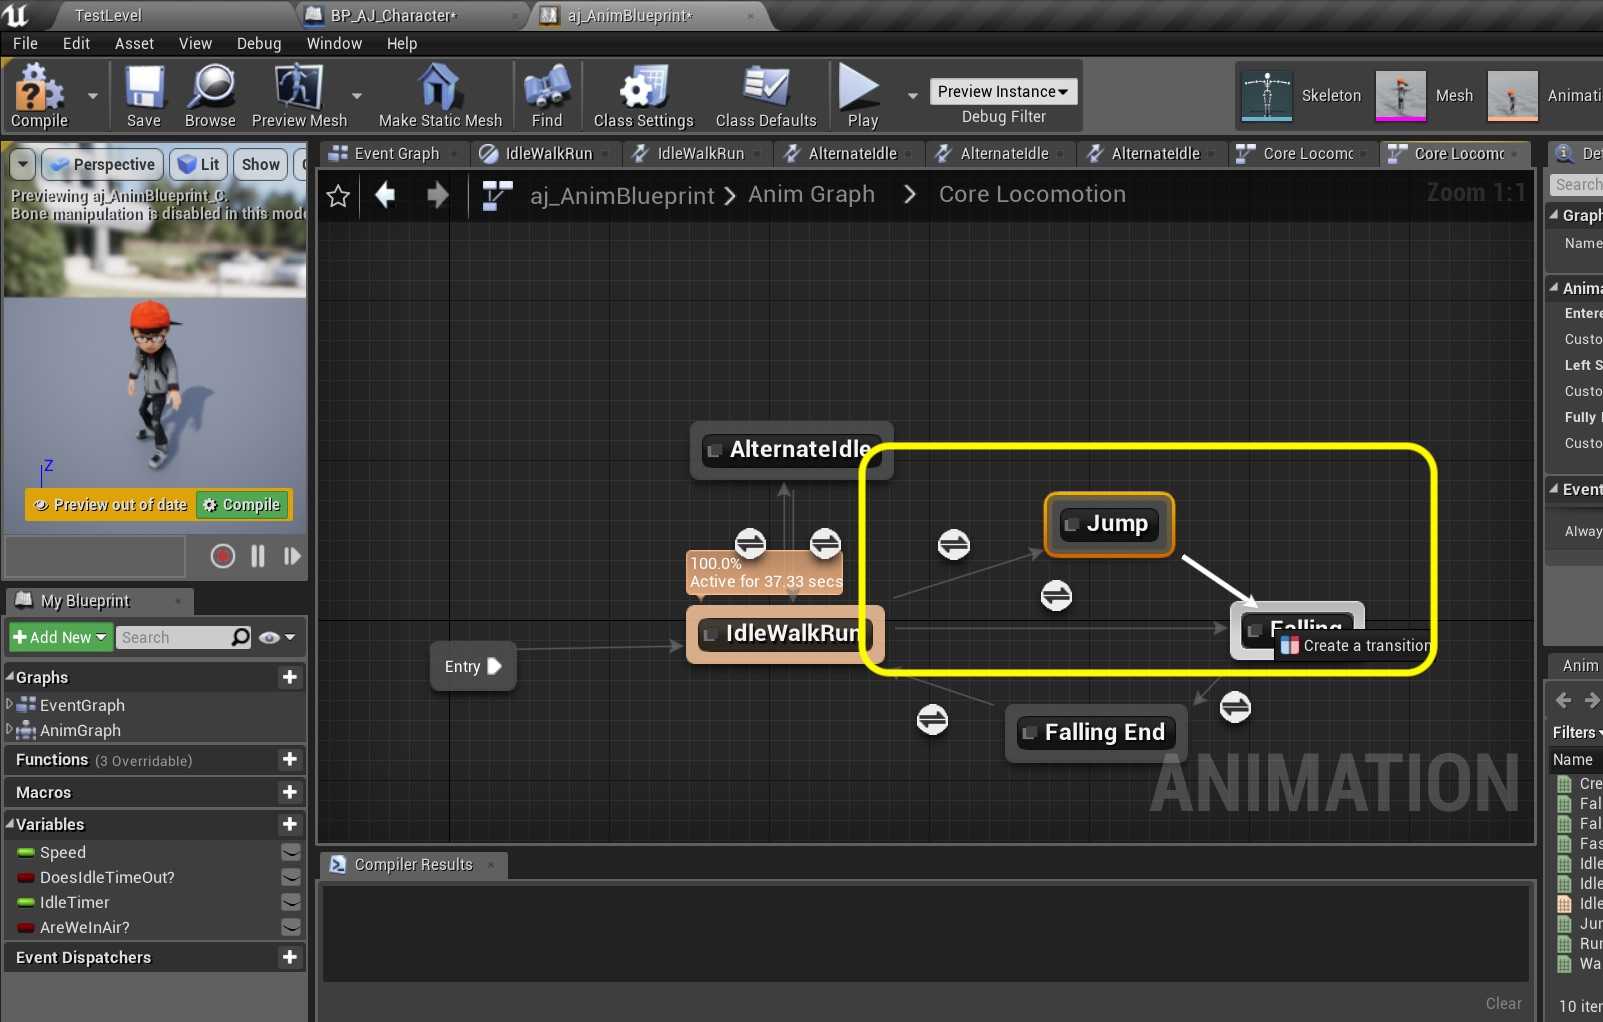 TestLevel
BP_AJ_Character*
aj_AnimBlueprint*
File Edit Asset View Debug Window Help
Compile
Save
Browse
Preview Mesh
Make Static Mesh
Find
Class Settings
Class Defaults
Play
Preview Instance
Debug Filter
Skeleton
Mesh
Animati
Perspective
Lit
Show
Previewing aj_AnimBlueprint_C.
Bone manipulation is disabled in this mode
Z
Preview out of date
Compile
Event Graph
IdleWalkRun
IdleWalkRun
AlternateIdle
AlternateIdle
AlternateIdle
Core Locomo
Core Locomo
aj_AnimBlueprint > Anim Graph > Core Locomotion
Zoom 1:1
AlternateIdle
Jump
100.0%
Active for 37.33 secs
IdleWalkRun
Falling
Create a transition
Entry
Falling End
ANIMATION
My Blueprint
Add New
Search
Graphs
EventGraph
AnimGraph
Functions (3 Overridable)
Macros
Variables
Speed
DoesIdleTimeOut?
IdleTimer
AreWeInAir?
Event Dispatchers
Compiler Results
Clear
Det
Search
Graph
Name
Anima
Entere
Custo
Left S
Custo
Fully
Custo
Event
Alway
Anim
Filters
Name
Cre
Fal
Fal
Fas
Idle
Idle
Idle
Jun
Run
Wa
10 iter